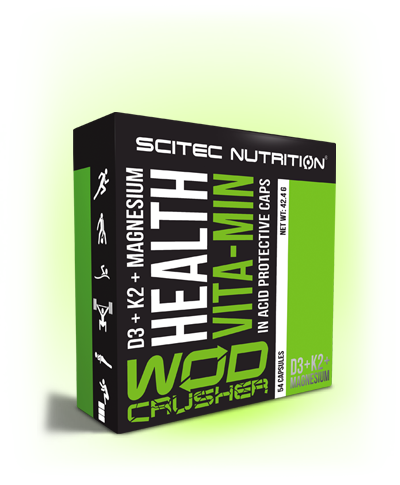 SCITEC NUTRITION®
D3 + K2 + MAGNESIUM
HEALTH
VITA-MIN
IN ACID PROTECTIVE CAPS
WOD
CRUSHER
54 CAPSULES
NET WT: 42.4 G
D3+K2+
MAGNESIUM